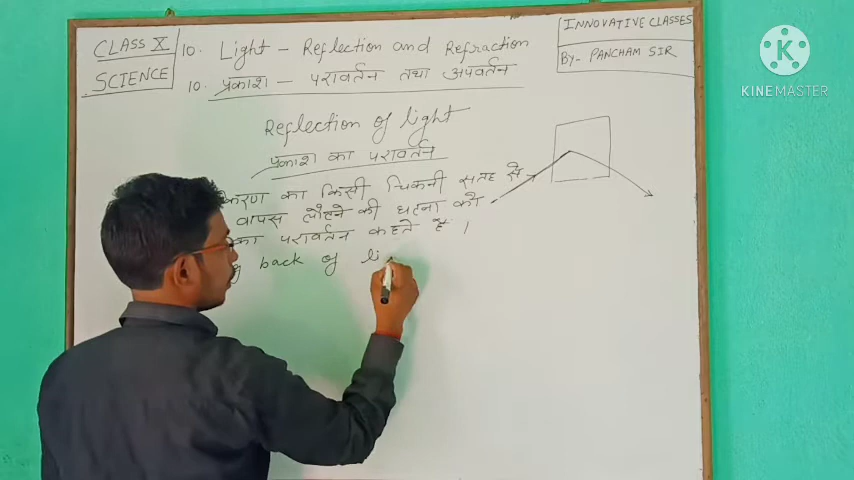 CLASS X
SCIENCE
10. Light - Reflection and Refraction
10. प्रकाश - परावर्तन तथा अपवर्तन
INNOVATIVE CLASSES
BY- PANCHAM SIR
K
KINEMASTER
Reflection of light
प्रकाश का परावर्तन
का किसी चिकनी सतह से
वापस लौटने की घटना को
का परावर्तन कहते हैं ।
back of li